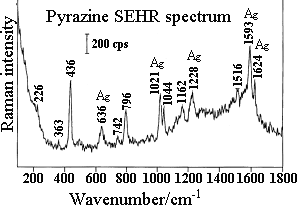 Pyrazine SEHR spectrum
200 cps
Raman intensity
226
363
436
Ag
636
742
796
Ag
1021
1044
1162
Ag
1228
1516
Ag
1593
Ag
1624
200 400 600 800 1000 1200 1400 1600 1800
Wavenumber/cm-1